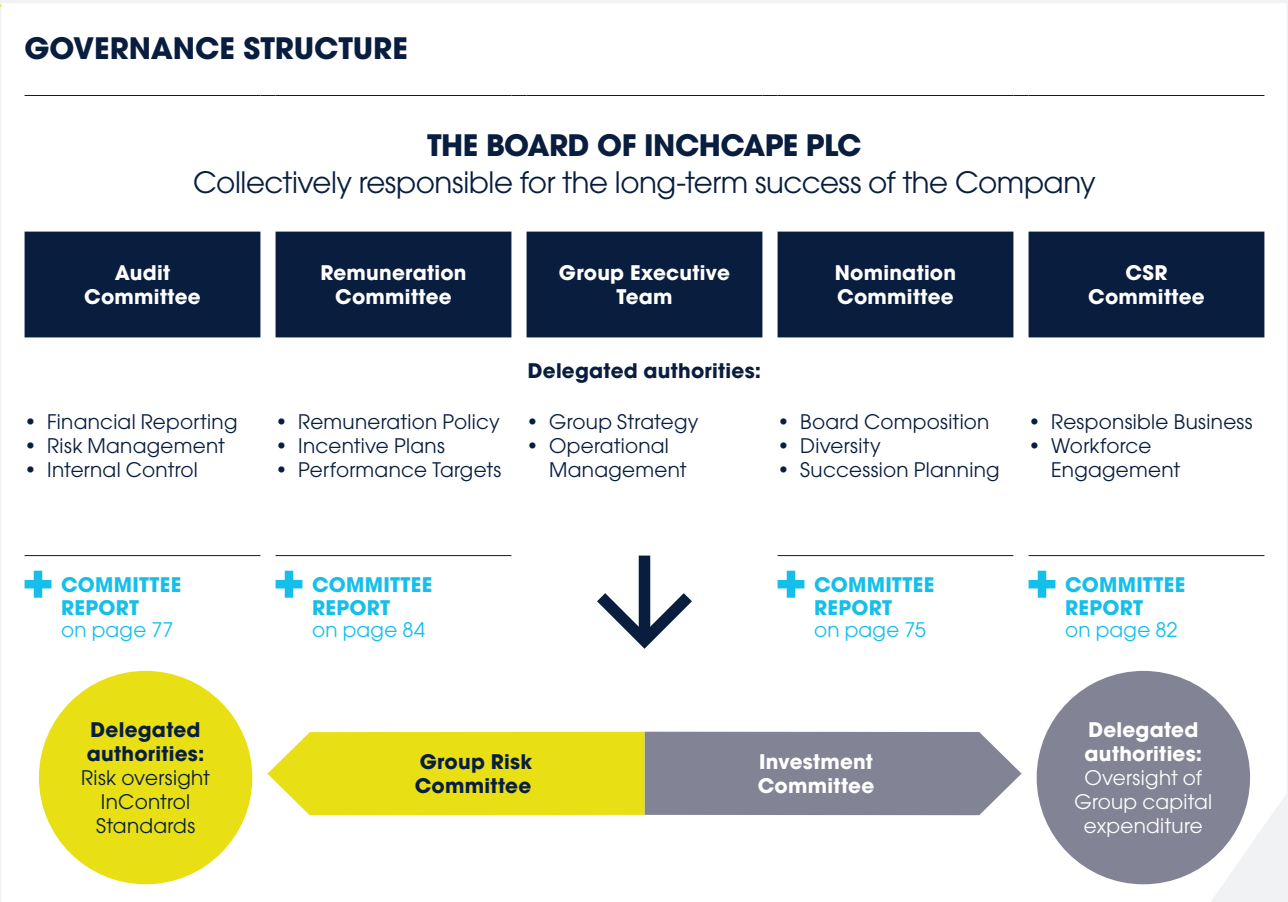 GOVERNANCE STRUCTURE
THE BOARD OF INCHCAPE PLC
Collectively responsible for the long-term success of the Company
Audit
Committee
Remuneration
Committee
Group Executive
Team
Nomination
Committee
CSR
Committee
Delegated authorities:
• Financial Reporting
• Risk Management
• Internal Control
• Remuneration Policy
• Incentive Plans
• Performance Targets
• Group Strategy
• Operational
Management
• Board Composition
• Diversity
• Succession Planning
• Responsible Business
• Workforce
Engagement
COMMITTEE
REPORT
on page 77
COMMITTEE
REPORT
on page 84
COMMITTEE
REPORT
on page 75
COMMITTEE
REPORT
on page 82
Delegated
authorities:
Risk oversight
InControl
Standards
Group Risk
Committee
Investment
Committee
Delegated
authorities:
Oversight of
Group capital
expenditure